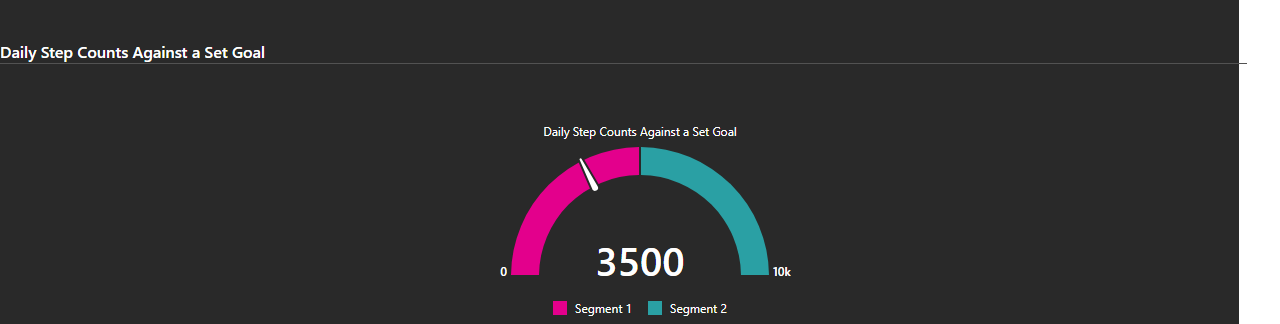 Daily Step Counts Against a Set Goal
Daily Step Counts Against a Set Goal
3500
0
10k
Segment 1
Segment 2